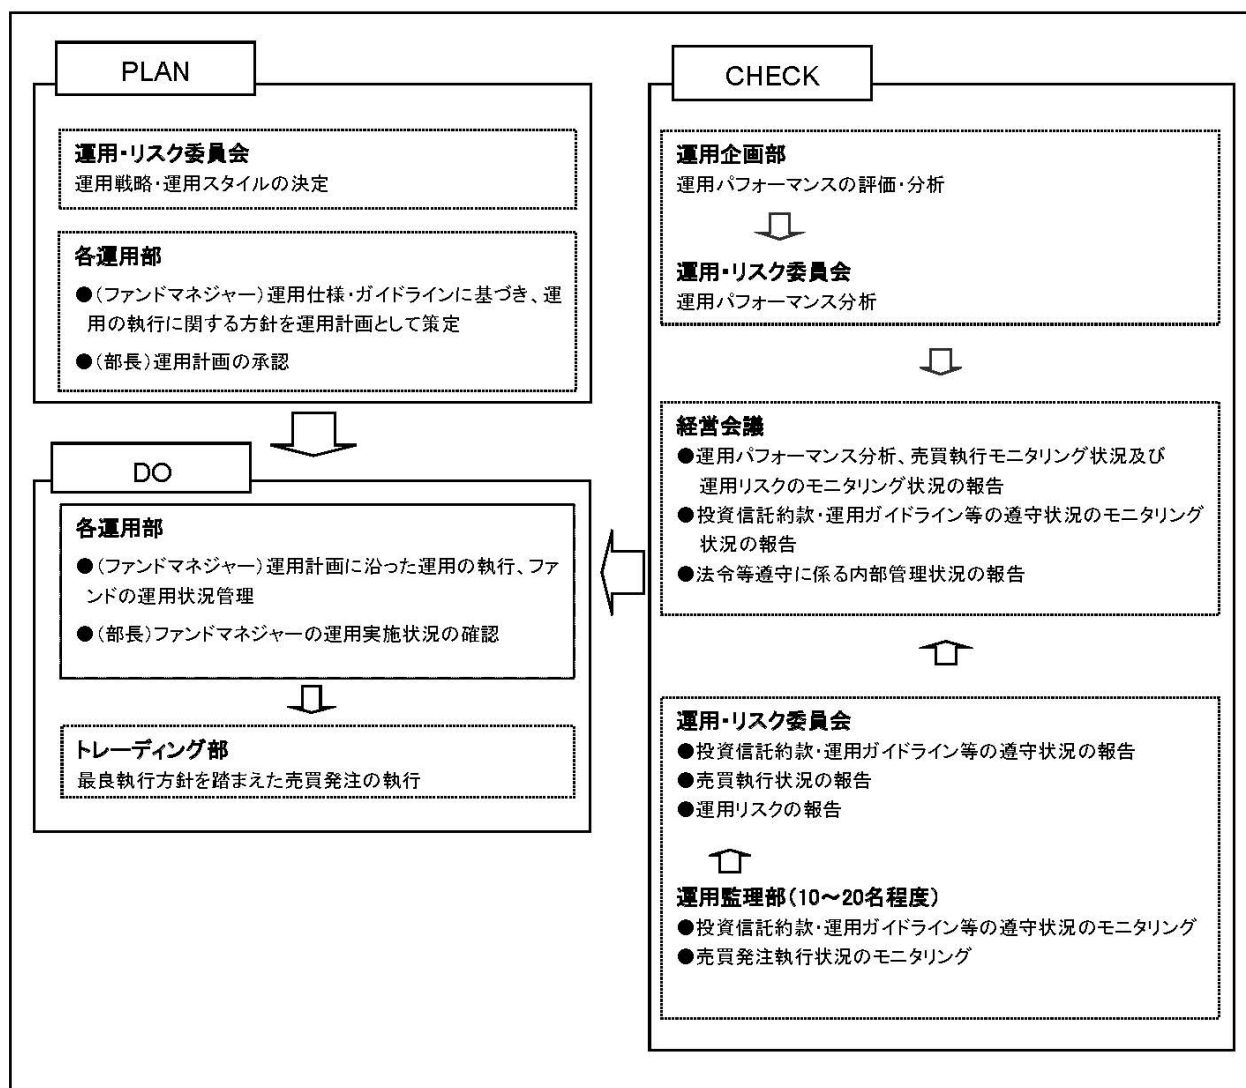 PLAN
運用・リスク委員会
運用戦略・運用スタイルの決定
各運用部
●(ファンドマネジャー)運用仕様・ガイドラインに基づき、運
用の執行に関する方針を運用計画として策定
●(部長)運用計画の承認
DO
各運用部
●(ファンドマネジャー)運用計画に沿った運用の執行、ファ
ンドの運用状況管理
●(部長)ファンドマネジャーの運用実施状況の確認
トレーディング部
最良執行方針を踏まえた売買発注の執行
CHECK
運用企画部
運用パフォーマンスの評価・分析
運用・リスク委員会
運用パフォーマンス分析
経営会議
●運用パフォーマンス分析、売買執行モニタリング状況及び
運用リスクのモニタリング状況の報告
●投資信託約款・運用ガイドライン等の遵守状況のモニタリング
状況の報告
●法令等遵守に係る内部管理状況の報告
運用・リスク委員会
●投資信託約款・運用ガイドライン等の遵守状況の報告
●売買執行状況の報告
●運用リスクの報告
運用監理部(10～20名程度)
●投資信託約款・運用ガイドライン等の遵守状況のモニタリング
●売買発注執行状況のモニタリング